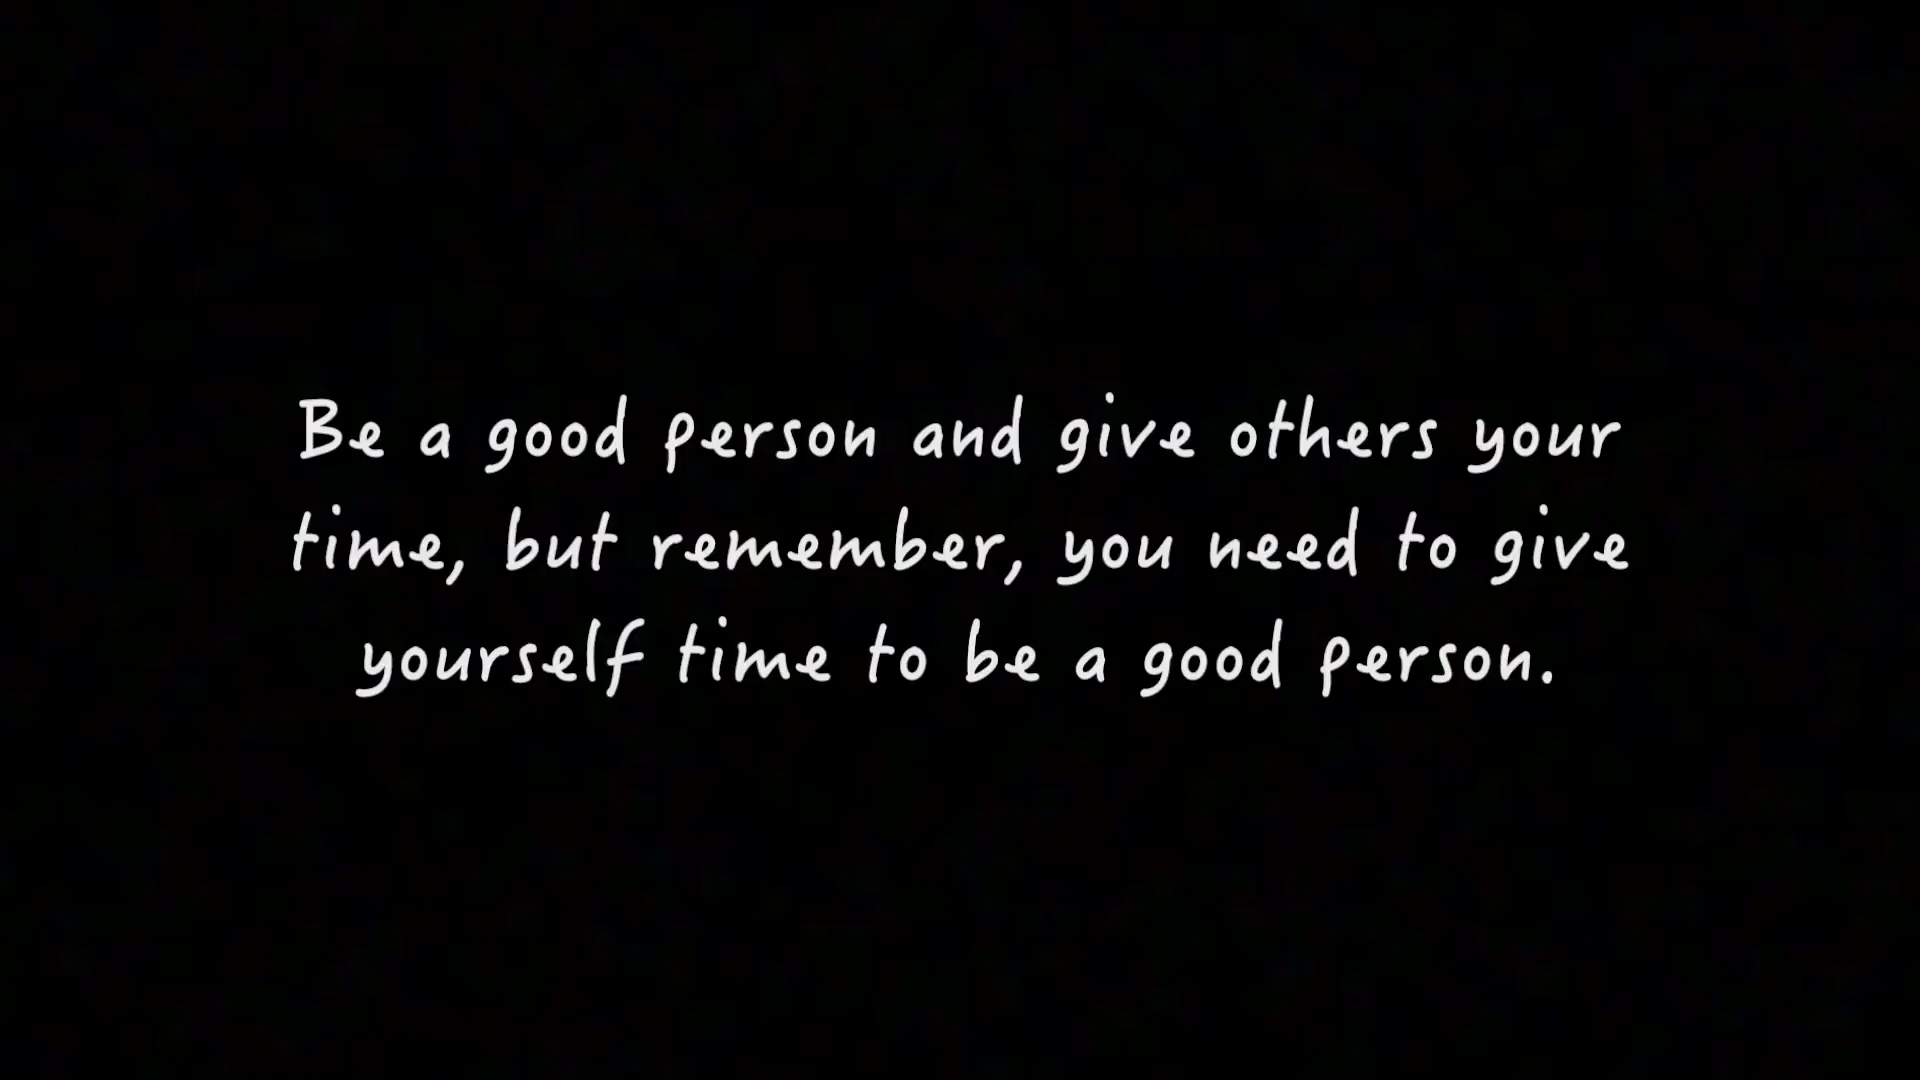 Be a good person and give others your
time, but remember, you need to give
yourself time to be a good person.